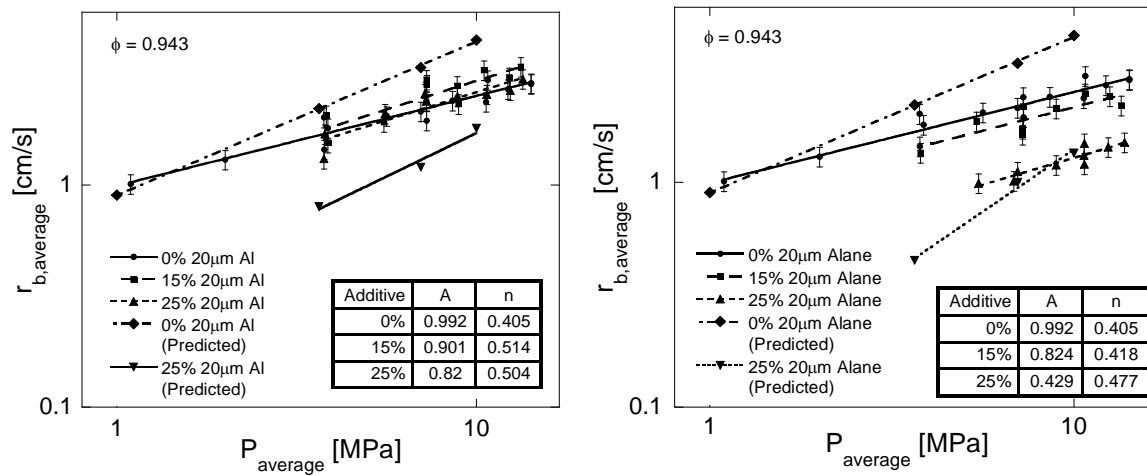 ϕ = 0.943
r_b,average [cm/s]
1
0.1
0% 20μm Al
15% 20μm Al
25% 20μm Al
0% 20μm Al
(Predicted)
25% 20μm Al
(Predicted)
Additive A n
0% 0.992 0.405
15% 0.901 0.514
25% 0.82 0.504
1 10
P_average [MPa]
ϕ = 0.943
r_b,average [cm/s]
1
0.1
0% 20μm Alane
15% 20μm Alane
25% 20μm Alane
0% 20μm Alane
(Predicted)
25% 20μm Alane
(Predicted)
Additive A n
0% 0.992 0.405
15% 0.824 0.418
25% 0.429 0.477
1 10
P_average [MPa]